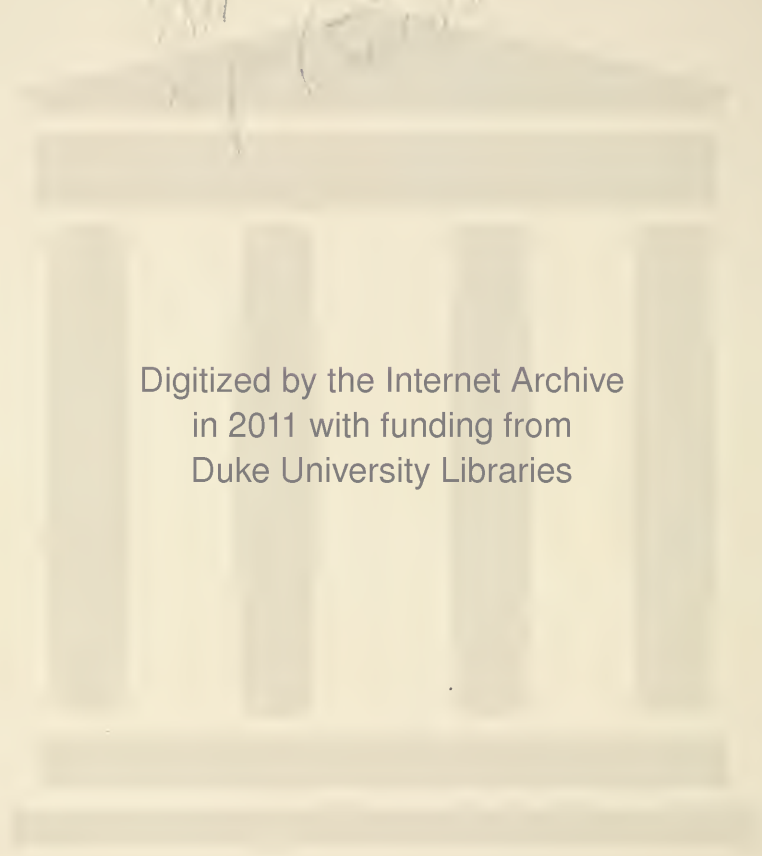 Digitized by the Internet Archive
in 2011 with funding from
Duke University Libraries